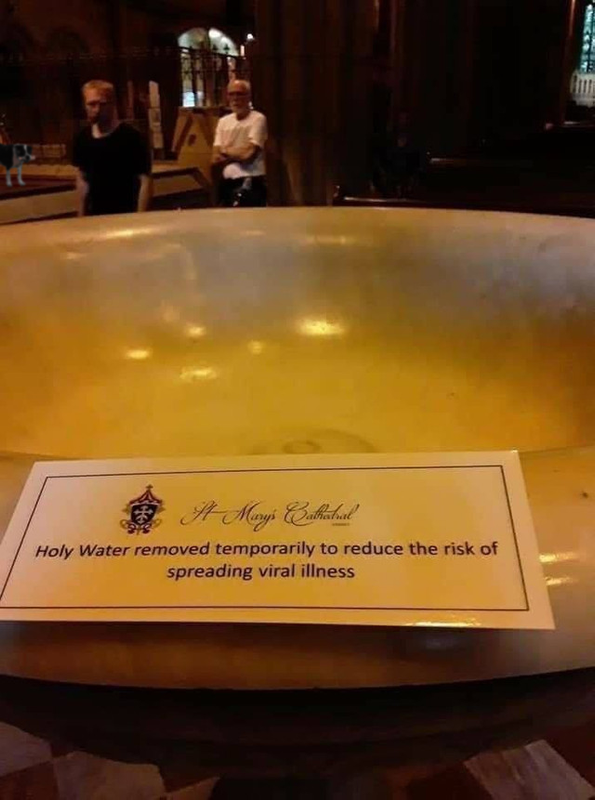 St Mary's Cathedral
Holy Water removed temporarily to reduce the risk of
spreading viral illness